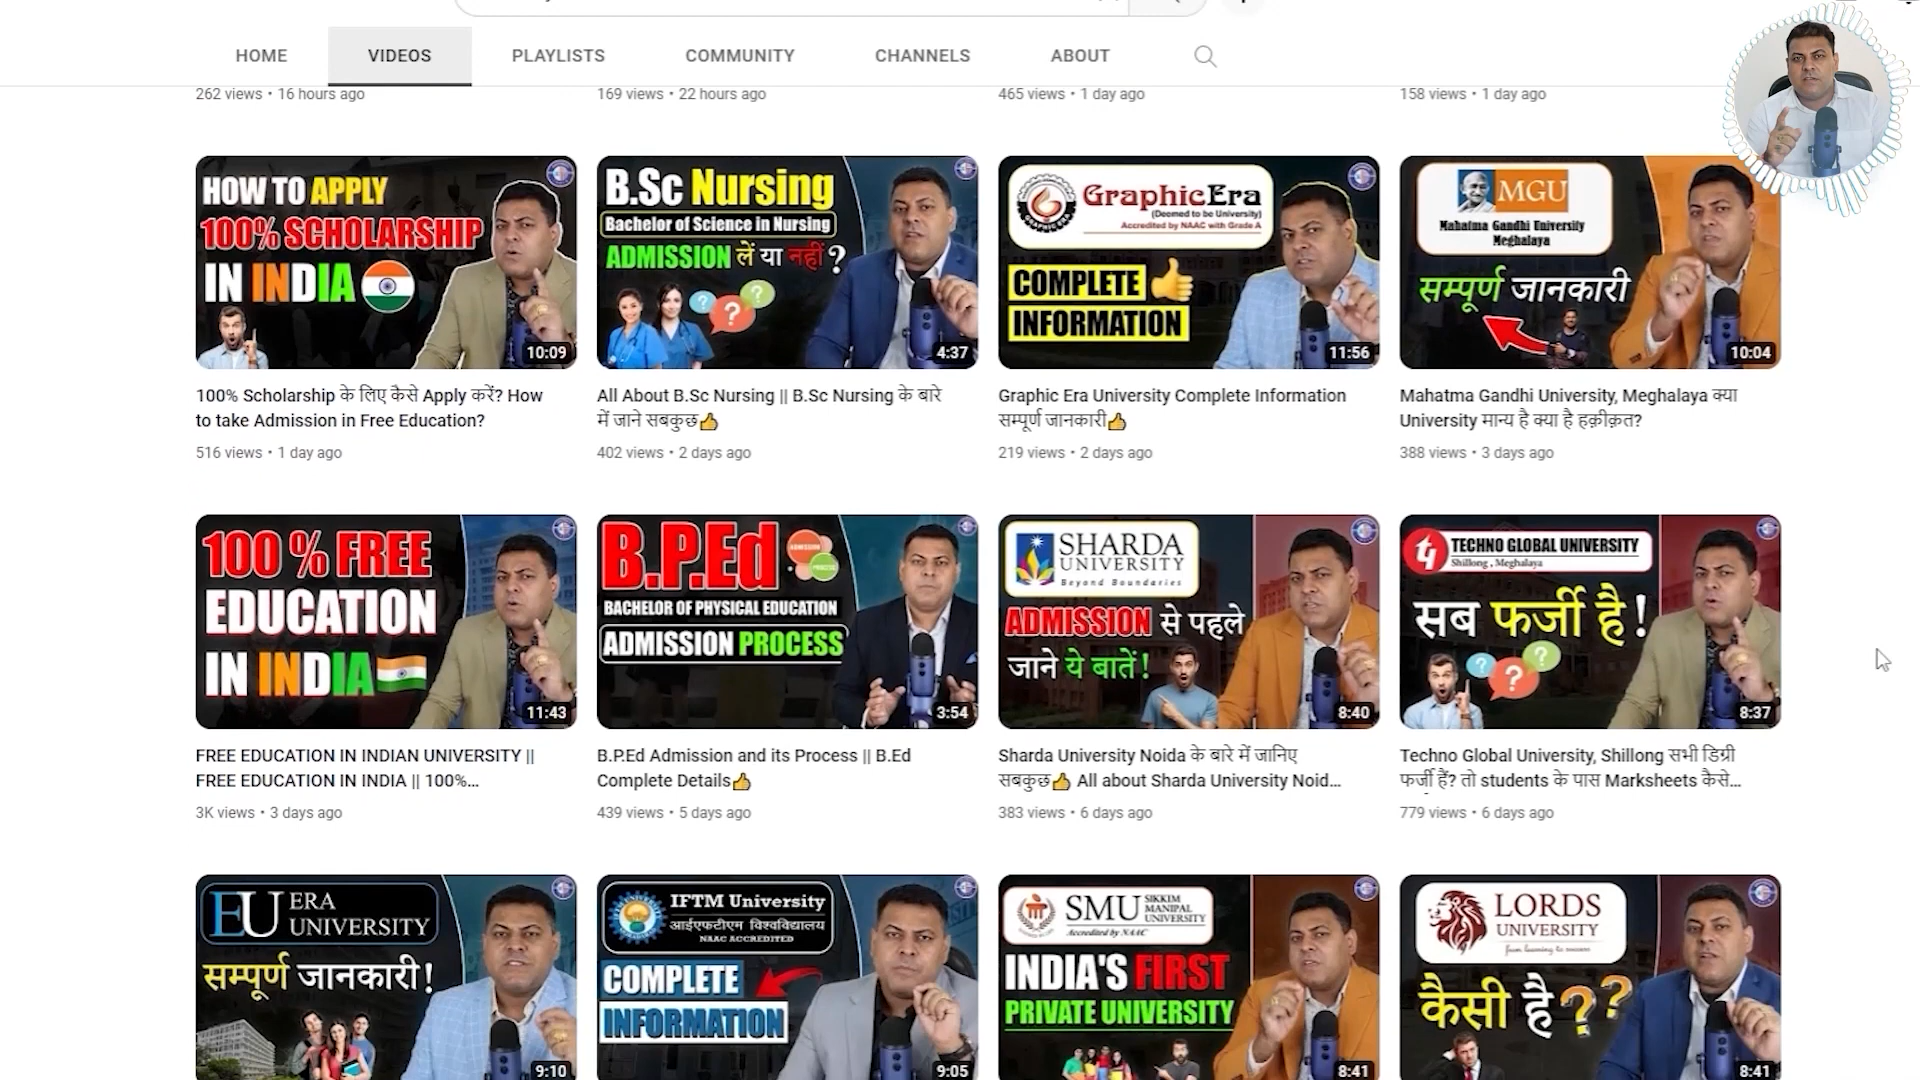 HOME VIDEOS PLAYLISTS COMMUNITY CHANNELS ABOUT
262 views • 16 hours ago
169 views • 22 hours ago
465 views • 1 day ago
158 views • 1 day ago
HOW TO APPLY
100% SCHOLARSHIP
IN INDIA
10:09
100% Scholarship के लिए कैसे Apply करें? How
to take Admission in Free Education?
516 views • 1 day ago
B.Sc Nursing
Bachelor of Science in Nursing
ADMISSION लें या नहीं?
4:37
All About B.Sc Nursing || B.Sc Nursing के बारे
में जाने सबकुछ👍
402 views • 2 days ago
GraphicEra
(Deemed to be University)
Accredited by NAAC with Grade A
COMPLETE
INFORMATION
11:56
Graphic Era University Complete Information
सम्पूर्ण जानकारी👍
219 views • 2 days ago
MGU
Mahatma Gandhi University
Meghalaya
सम्पूर्ण जानकारी
10:04
Mahatma Gandhi University, Meghalaya क्या
University मान्य है क्या है हक़ीक़त?
388 views • 3 days ago
100 % FREE
EDUCATION
IN INDIA
11:43
FREE EDUCATION IN INDIAN UNIVERSITY ||
FREE EDUCATION IN INDIA || 100%...
3K views • 3 days ago
B.P.Ed
ADMISSION
PROCESS
BACHELOR OF PHYSICAL EDUCATION
ADMISSION PROCESS
3:54
B.P.Ed Admission and its Process || B.Ed
Complete Details👍
439 views • 5 days ago
SHARDA
UNIVERSITY
Beyond Boundaries
ADMISSION से पहले
जाने ये बातें!
8:40
Sharda University Noida के बारे में जानिए
सबकुछ👍 All about Sharda University Noid...
383 views • 6 days ago
TECHNO GLOBAL UNIVERSITY
Shillong, Meghalaya
सब फर्जी है!
8:37
Techno Global University, Shillong सभी डिग्री
फर्जी हैं? तो students के पास Marksheets कैसे...
779 views • 6 days ago
EU ERA
UNIVERSITY
सम्पूर्ण जानकारी!
9:10
IFTM University
आईएफटीएम विश्वविद्यालय
NAAC ACCREDITED
COMPLETE
INFORMATION
9:05
SMU SIKKIM
MANIPAL
UNIVERSITY
Accredited by NAAC
INDIA'S FIRST
PRIVATE UNIVERSITY
8:41
LORDS
UNIVERSITY
from learning to success
कैसी है??
8:41